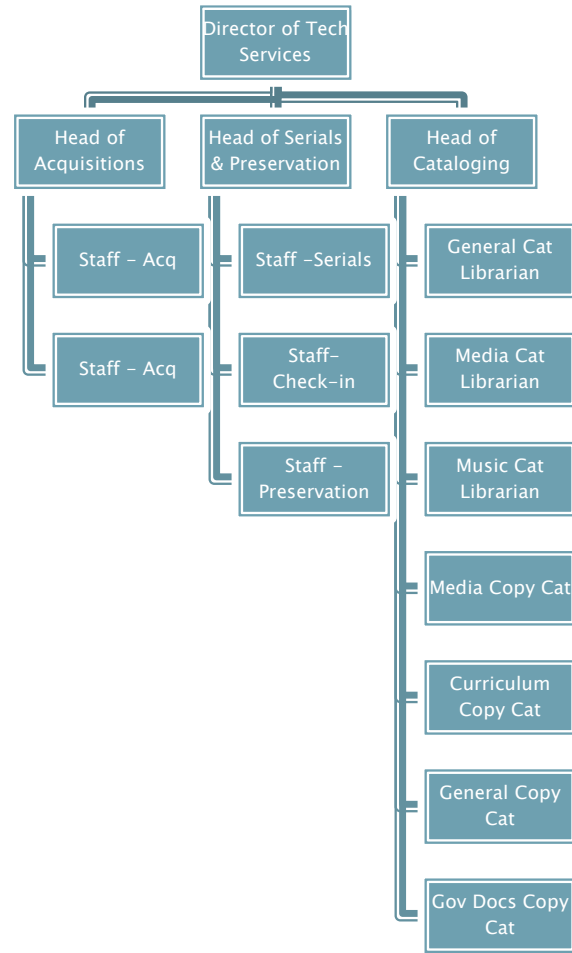 Director of Tech
Services
Head of
Acquisitions
Head of Serials
& Preservation
Head of
Cataloging
Staff – Acq
Staff – Acq
Staff –Serials
Staff–
Check-in
Staff –
Preservation
General Cat
Librarian
Media Cat
Librarian
Music Cat
Librarian
Media Copy Cat
Curriculum
Copy Cat
General Copy
Cat
Gov Docs Copy
Cat